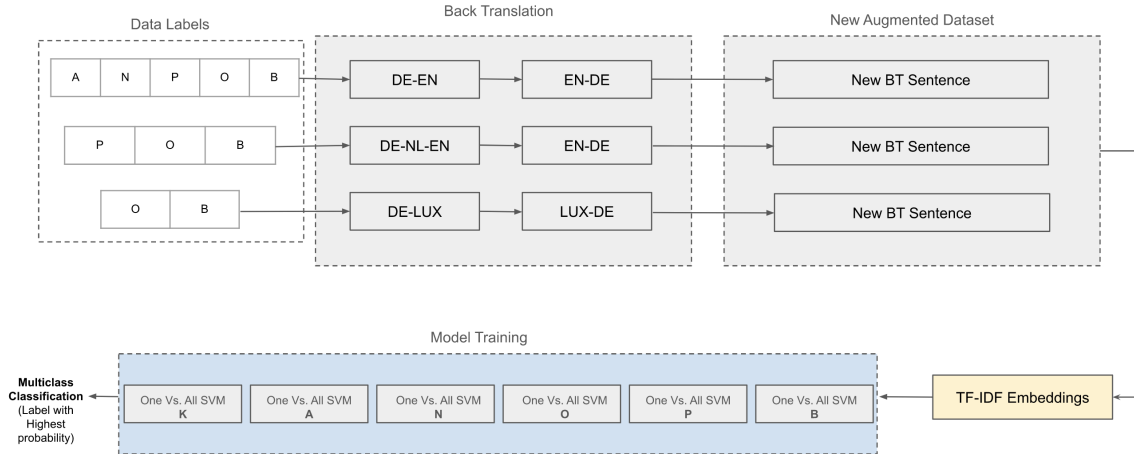 Data Labels
Back Translation
New Augmented Dataset
A N P O B
DE-EN
EN-DE
New BT Sentence
P O B
DE-NL-EN
EN-DE
New BT Sentence
O B
DE-LUX
LUX-DE
New BT Sentence
Model Training
Multiclass
Classification
(Label with
Highest
probability)
One Vs. All SVM
K
One Vs. All SVM
A
One Vs. All SVM
N
One Vs. All SVM
O
One Vs. All SVM
P
One Vs. All SVM
B
TF-IDF Embeddings